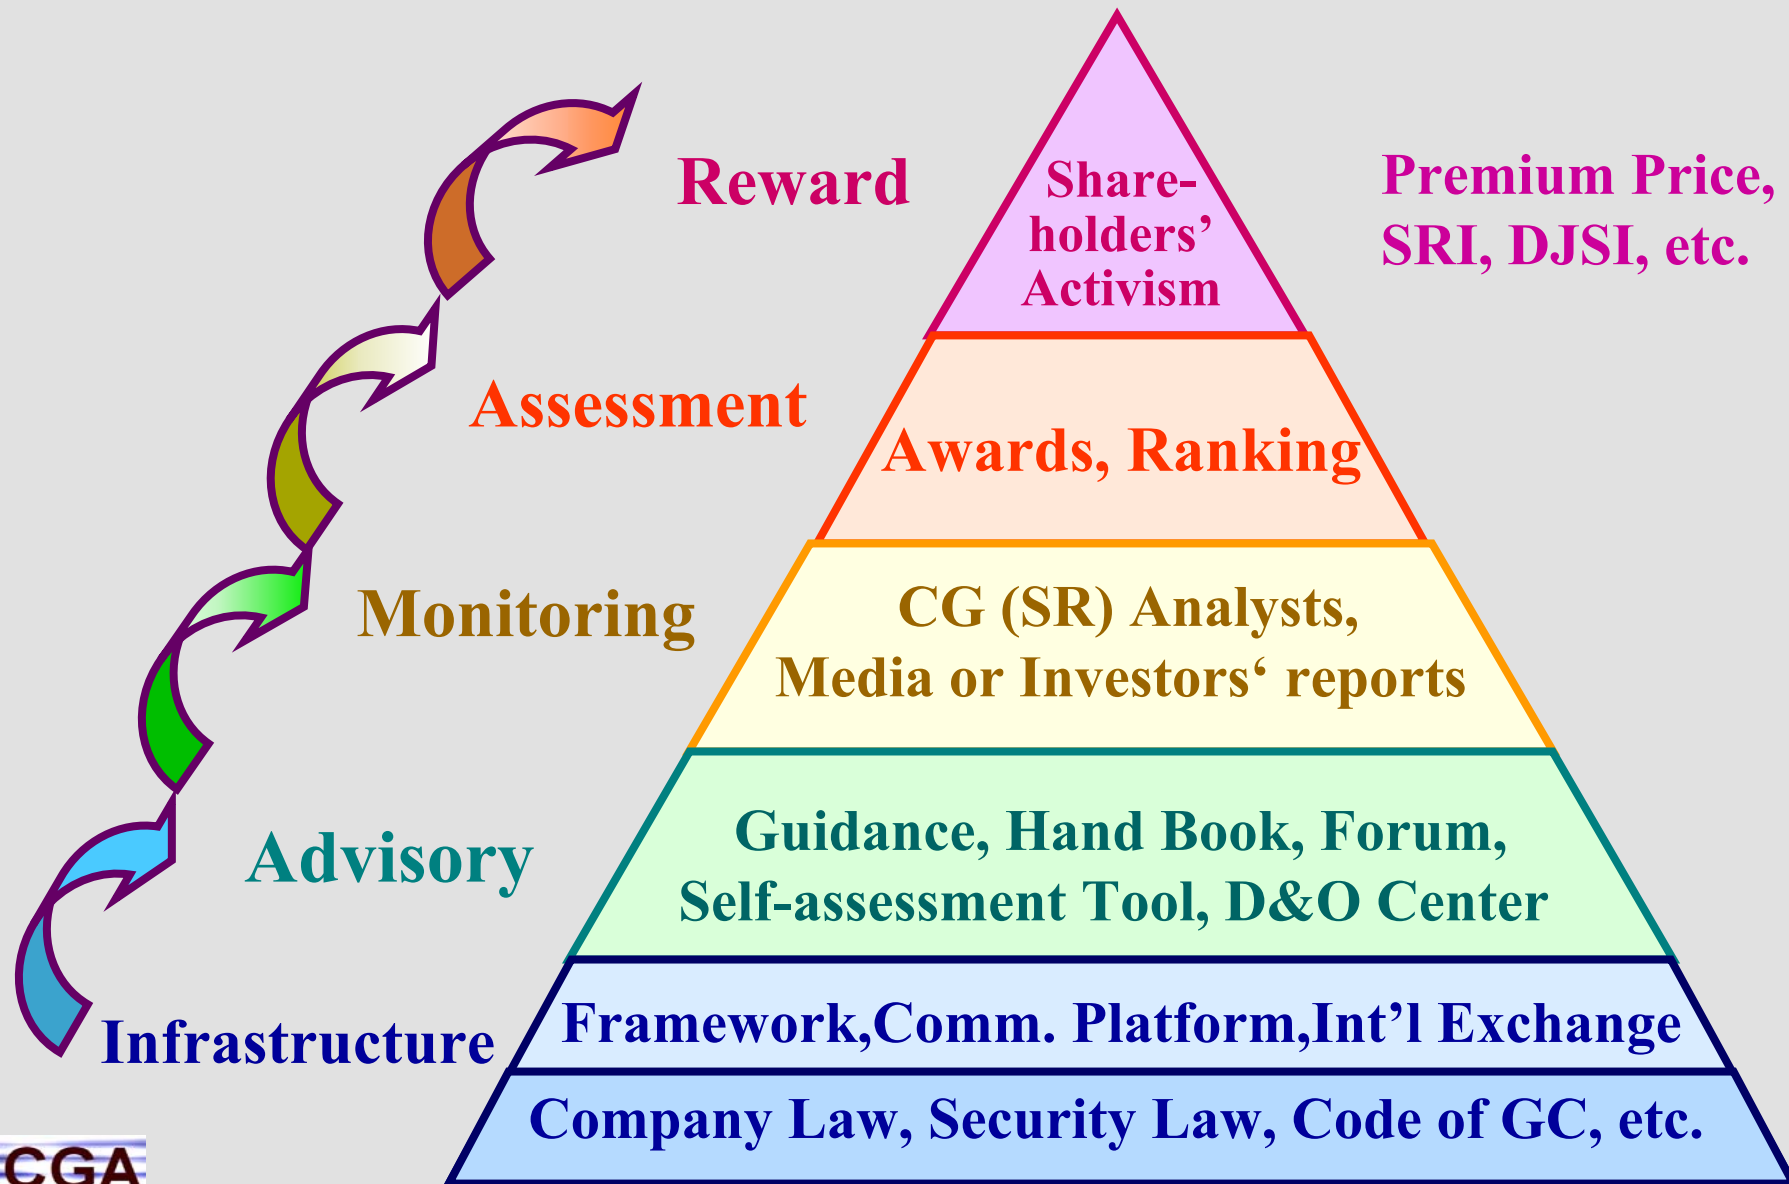 Reward
Share-
holders’
Activism
Premium Price,
SRI, DJSI, etc.
Assessment
Awards, Ranking
Monitoring
CG (SR) Analysts,
Media or Investors‘ reports
Advisory
Guidance, Hand Book, Forum,
Self-assessment Tool, D&O Center
Infrastructure
Framework,Comm. Platform,Int’l Exchange
Company Law, Security Law, Code of GC, etc.
CGA